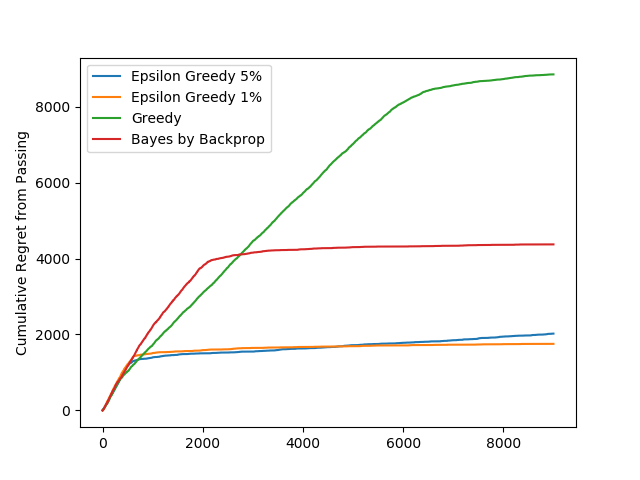 Epsilon Greedy 5%
Epsilon Greedy 1%
Greedy
Bayes by Backprop
Cumulative Regret from Passing
8000
6000
4000
2000
0
0 2000 4000 6000 8000